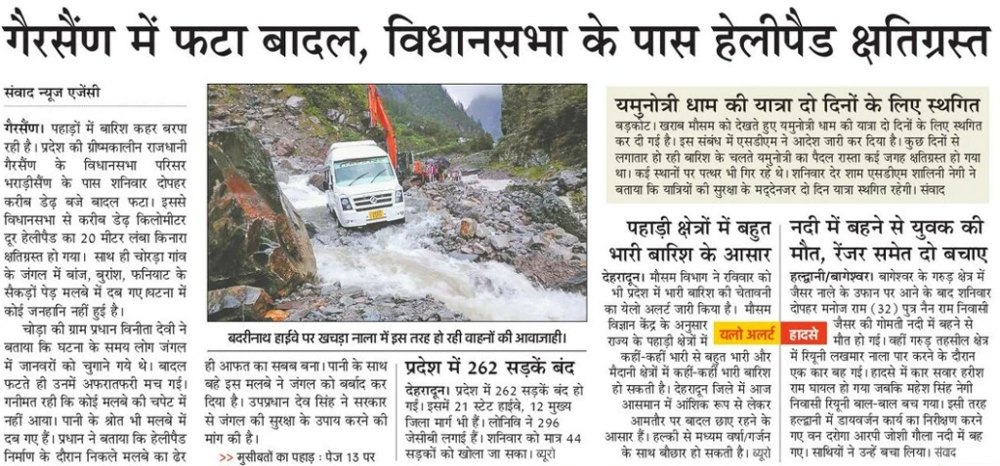 गैरसैंण में फटा बादल, विधानसभा के पास हेलीपैड क्षतिग्रस्त
संवाद न्यूज एजेंसी
गैरसैंण। पहाड़ों में बारिश कहर बरपा
रही है। प्रदेश की ग्रीष्मकालीन राजधानी
गैरसैंण के विधानसभा परिसर
भराड़ीसैंण के पास शनिवार दोपहर
करीब डेढ़ बजे बादल फटा। इससे
विधानसभा से करीब डेढ़ किलोमीटर
दूर हेलीपैड का 20 मीटर लंबा किनारा
क्षतिग्रस्त हो गया। साथ ही चोरड़ा गांव
के जंगल में बांज, बुरांश, फनियाट के
सैकड़ों पेड़ मलबे में दब गए।घटना में
कोई जनहानि नहीं हुई है।
चोड़ा की ग्राम प्रधान विनीता देवी ने
बताया कि घटना के समय लोग जंगल
में जानवरों को चुगाने गये थे। बादल
फटते ही उनमें अफरातफरी मच गई।
गनीमत रही कि कोई मलबे की चपेट में
नहीं आया। पानी के श्रोत भी मलबे में
दब गए हैं। प्रधान ने बताया कि हेलीपैड
निर्माण के दौरान निकले मलबे का ढेर
बदरीनाथ हाईवे पर खचड़ा नाला में इस तरह हो रही वाहनों की आवाजाही।
ही आफत का सबब बना। पानी के साथ
बहे इस मलबे ने जंगल को बर्बाद कर
दिया है। उपप्रधान देव सिंह ने सरकार
से जंगल की सुरक्षा के उपाय करने की
मांग की है।
>> मुसीबतों का पहाड़ : पेज 13 पर
प्रदेश में 262 सड़कें बंद
देहरादून। प्रदेश में 262 सड़कें बंद हो
गई। इसमें 21 स्टेट हाईवे, 12 मुख्य
जिला मार्ग भी हैं। लोनिवि ने 296
जेसीबी लगाई हैं। शनिवार को मात्र 44
सड़कों को खोला जा सका। ब्यूरो
यमुनोत्री धाम की यात्रा दो दिनों के लिए स्थगित
बड़कोट। खराब मौसम को देखते हुए यमुनोत्री धाम की यात्रा दो दिनों के लिए स्थगित
कर दी गई है। इस संबंध में एसडीएम ने आदेश जारी कर दिया है। कुछ दिनों से
लगातार हो रही बारिश के चलते यमुनोत्री का पैदल रास्ता कई जगह क्षतिग्रस्त हो गया
था। कई स्थानों पर पत्थर भी गिर रहे थे। शनिवार देर शाम एसडीएम शालिनी नेगी ने
बताया कि यात्रियों की सुरक्षा के मद्देनजर दो दिन यात्रा स्थगित रहेगी। संवाद
पहाड़ी क्षेत्रों में बहुत
भारी बारिश के आसार
देहरादून। मौसम विभाग ने रविवार को
भी प्रदेश में भारी बारिश की चेतावनी
का येलो अलर्ट जारी किया है। मौसम
विज्ञान केंद्र के अनुसार
राज्य के पहाड़ी क्षेत्रों में
यलो अलर्ट
कहीं-कहीं भारी से बहुत भारी और
मैदानी क्षेत्रों में कहीं-कहीं भारी बारिश
हो सकती है। देहरादून जिले में आज
आसमान में आंशिक रूप से लेकर
आमतौर पर बादल छाए रहने के
आसार हैं। हल्की से मध्यम वर्षा/गर्जन
के साथ बौछार हो सकती है। ब्यूरो
नदी में बहने से युवक की
मौत, रेंजर समेत दो बचाए
हल्द्वानी/बागेश्वर। बागेश्वर के गरुड़ क्षेत्र में
जैसर नाले के उफान पर आने के बाद शनिवार
दोपहर मनोज राम (32) पुत्र नैन राम निवासी
हादसे
जैसर की गोमती नदी में बहने से
मौत हो गई। वहीं गरुड़ तहसील क्षेत्र
में रियूनी लखमार नाला पार करने के दौरान
एक कार बह गई। हादसे में कार सवार हरीश
राम घायल हो गया जबकि महेश सिंह नेगी
निवासी रियूनी बाल-बाल बच गया। इसी तरह
हल्द्वानी में डायवर्जन कार्य का निरीक्षण करने
गए वन दरोगा आरपी जोशी गौला नदी में बह
गए। साथियों ने उन्हें बचा लिया। संवाद